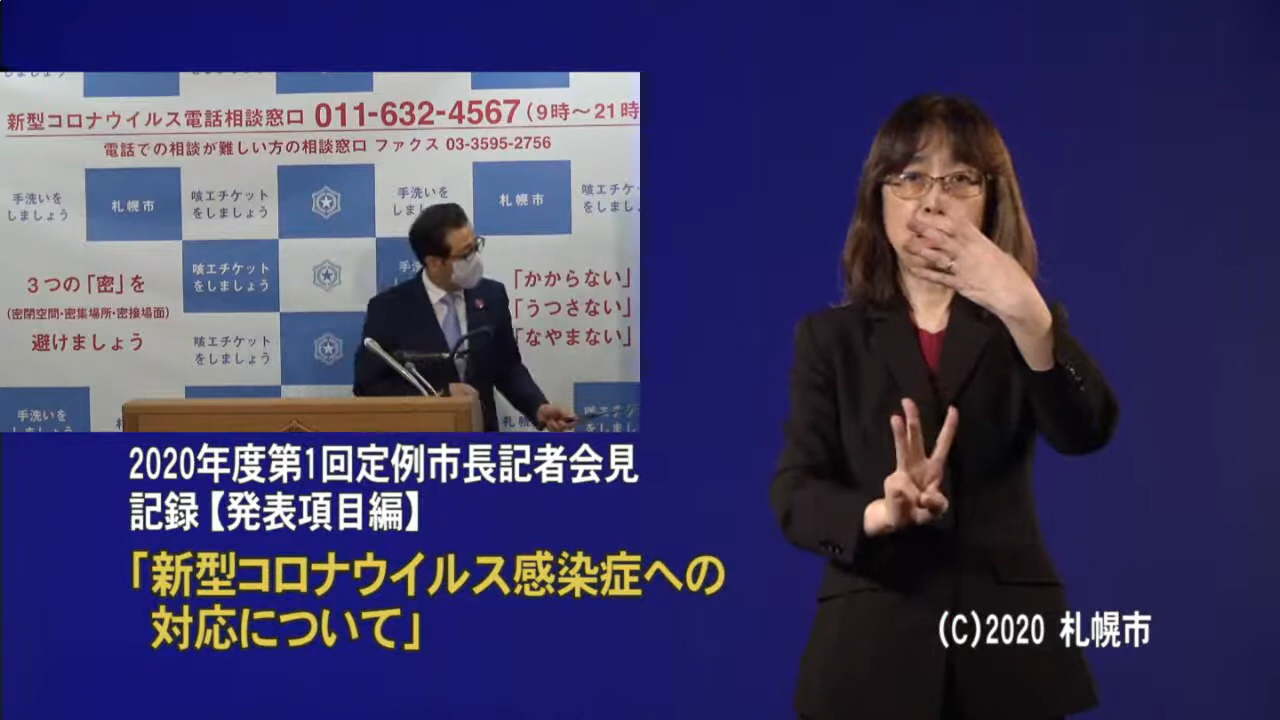 新型コロナウイルス電話相談窓口 011-632-4567(9時～21時
電話での相談が難しい方の相談窓口 ファクス 03-3595-2756
手洗いを
しましょう
札幌市
咳エチケット
をしましょう
手洗いを
しまし
札幌市
咳エチケッ
をしまし
3つの「密」を
(密閉空間・密集場所・密接場面)
避けましょう
咳エチケット
をしましょう
手洗
「かからない」
「うつさない」
「なやまない」
咳エチケット
をしましょう
手洗いを
札幌
2020年度第1回定例市長記者会見
記録【発表項目編】
「新型コロナウイルス感染症への
対応について」
(C)2020 札幌市